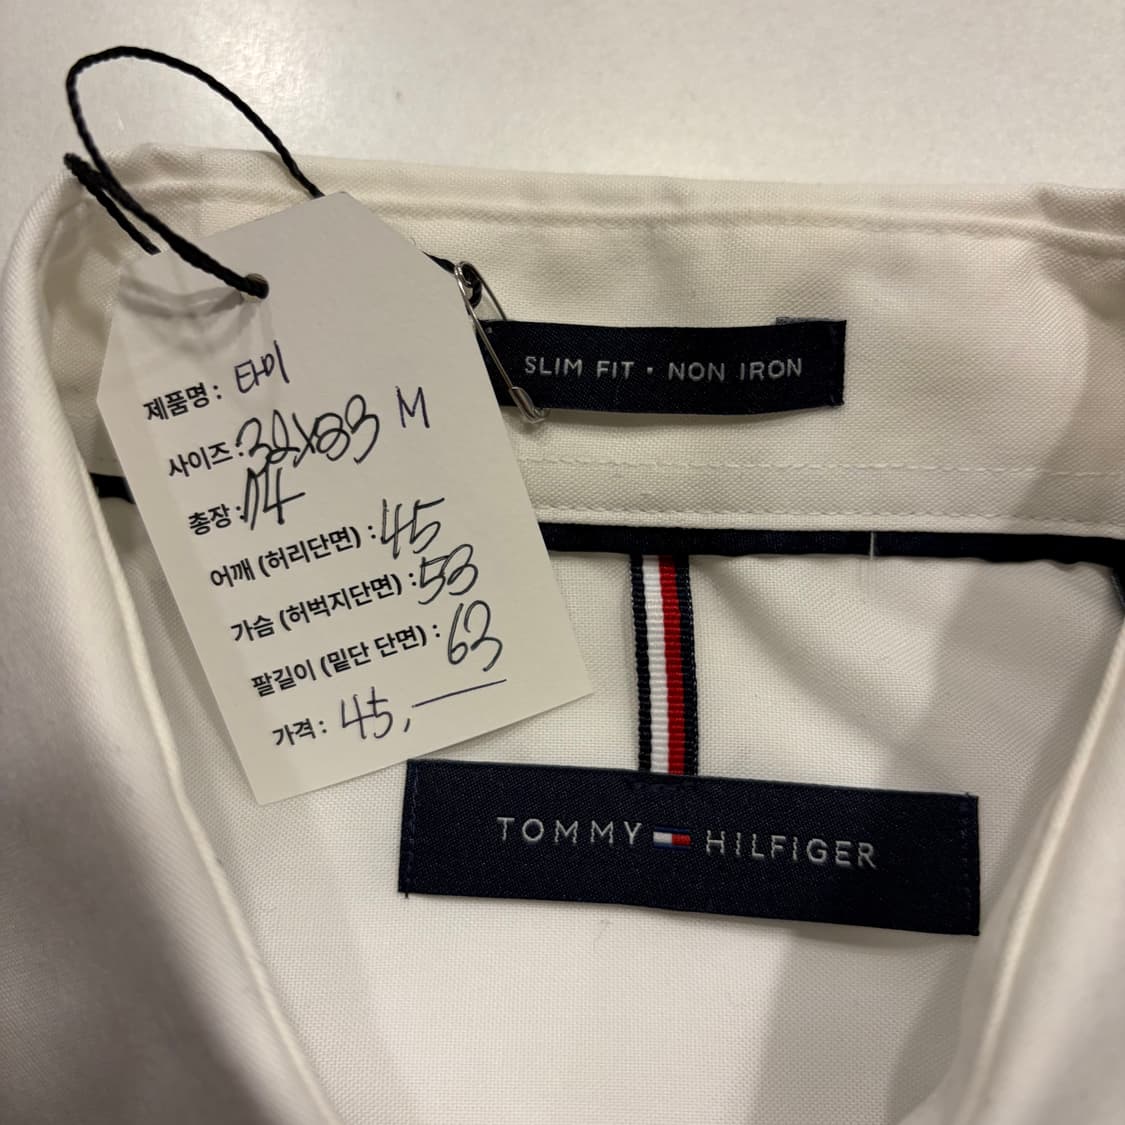 제품명 : 타미
사이즈 : 32x83 M
총장 : 74
어깨 (허리단면) : 45
가슴 (허벅지단면) : 53
팔길이 (밑단 단면) : 63
가격 : 45,
SLIM FIT · NON IRON
TOMMY HILFIGER